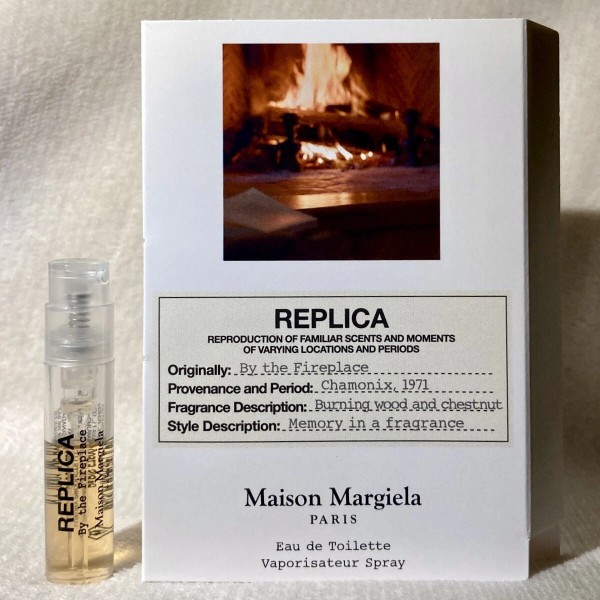 REPLICA
REPRODUCTION OF FAMILIAR SCENTS AND MOMENTS
OF VARYING LOCATIONS AND PERIODS
Originally: By the Fireplace
Provenance and Period: Chamonix, 1971
Fragrance Description: Burning wood and chestnut
Style Description: Memory in a fragrance
Maison Margiela
PARIS
Eau de Toilette
Vaporisateur Spray
REPLICA
By the Fireplace
Maison Margiela